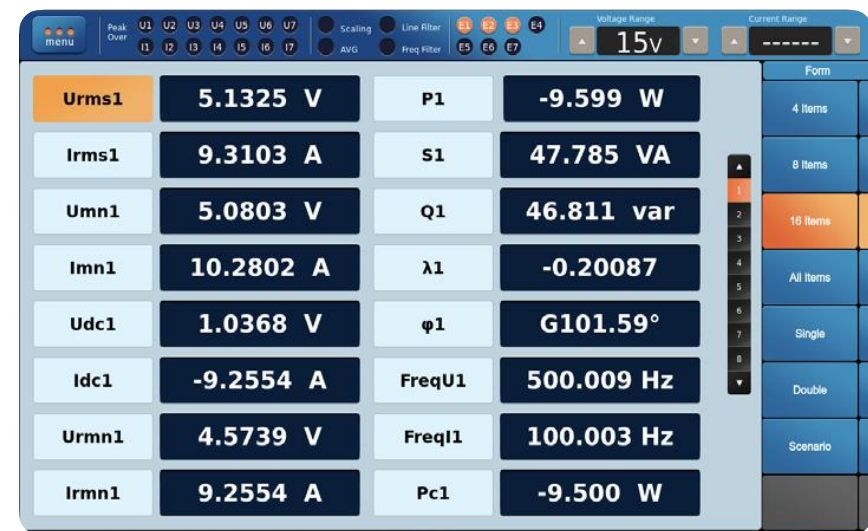 menu
Peak Over
U1 U2 U3 U4 U5 U6 U7
I1 I2 I3 I4 I5 I6 I7
Scaling
AVG
Line Filter
Freq Filter
E1 E2 E3 E4
E5 E6 E7
Voltage Range
15V
Current Range
------
Form
Urms1 5.1325 V P1 -9.599 W
4 Items
Irms1 9.3103 A S1 47.785 VA
8 Items
Umn1 5.0803 V Q1 46.811 var
16 Items
Imn1 10.2802 A λ1 -0.20087
All Items
Udc1 1.0368 V φ1 G101.59°
Single
Idc1 -9.2554 A FreqU1 500.009 Hz
Double
Urmn1 4.5739 V FreqI1 100.003 Hz
Scenario
Irmn1 9.2554 A Pc1 -9.500 W
1
2
3
4
5
6
7
8